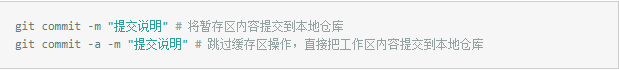 git commit -m "提交说明" # 将暂存区内容提交到本地仓库
git commit -a -m "提交说明" # 跳过缓存区操作，直接把工作区内容提交到本地仓库